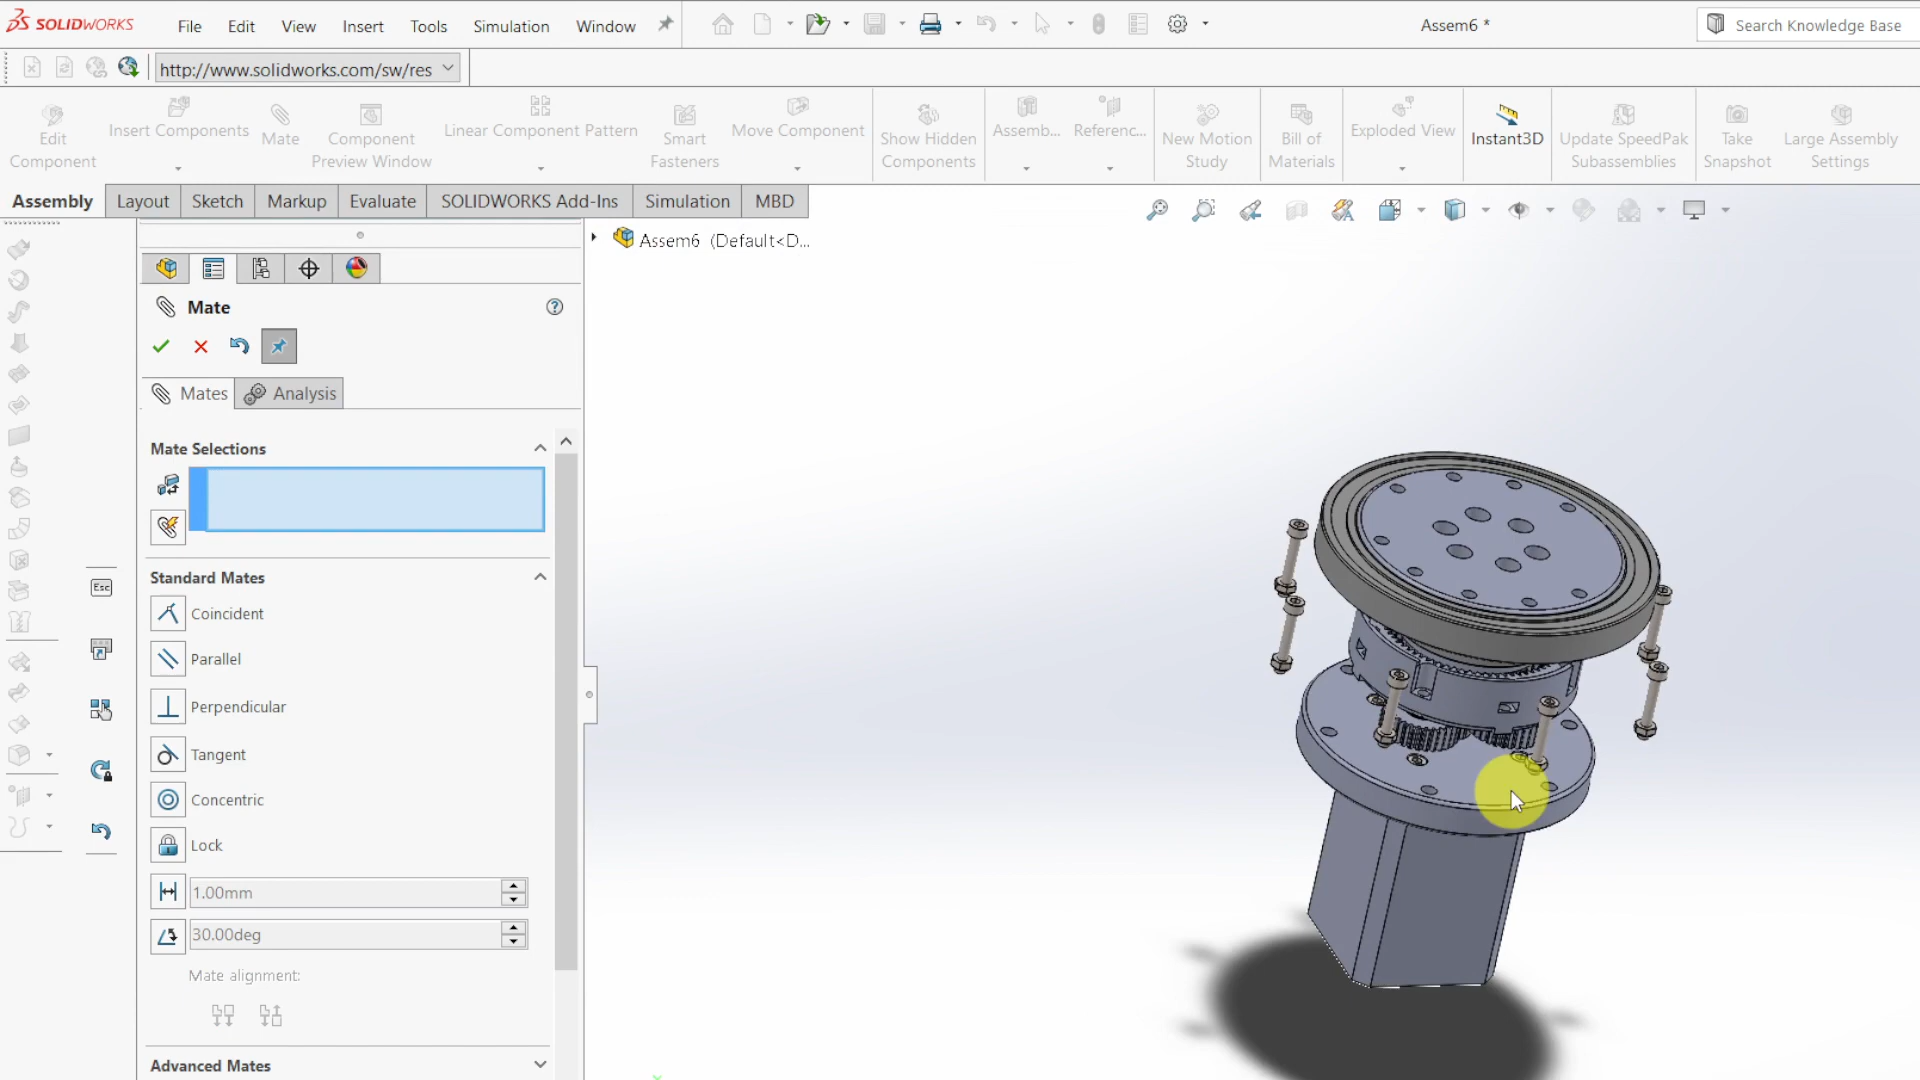 SOLIDWORKS File Edit View Insert Tools Simulation Window Assem6 * Search Knowledge Base
http://www.solidworks.com/sw/res
Edit Component
Insert Components
Mate
Component Preview Window
Linear Component Pattern
Smart Fasteners
Move Component
Show Hidden Components
Assemb...
Referenc...
New Motion Study
Bill of Materials
Exploded View
Instant3D
Update SpeedPak Subassemblies
Take Snapshot
Large Assembly Settings
Assembly Layout Sketch Markup Evaluate SOLIDWORKS Add-Ins Simulation MBD
Assem6 (Default<D...
Mate
Mates Analysis
Mate Selections
Standard Mates
Coincident
Esc
Parallel
Perpendicular
Tangent
Concentric
Lock
1.00mm
30.00deg
Mate alignment:
Advanced Mates